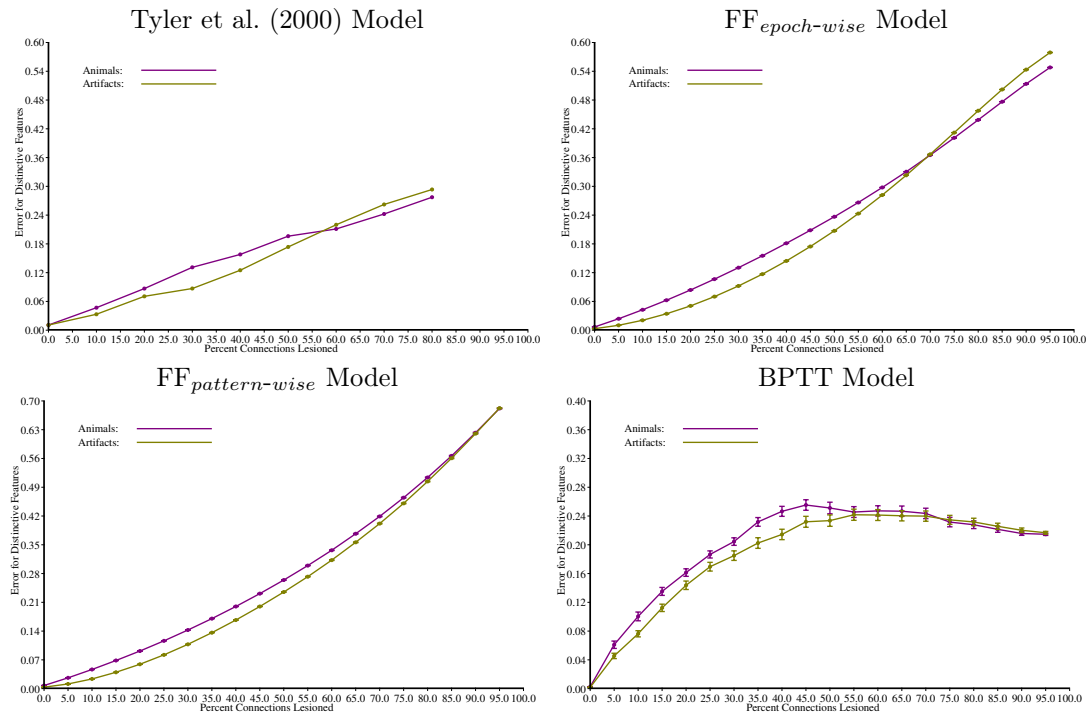 Tyler et al. (2000) Model
0.60
0.54
0.48
0.42
0.36
0.30
0.24
0.18
0.12
0.06
0.00
Error for Distinctive Features
Animals:
Artifacts:
0.0 5.0 10.0 15.0 20.0 25.0 30.0 35.0 40.0 45.0 50.0 55.0 60.0 65.0 70.0 75.0 80.0 85.0 90.0 95.0 100.0
Percent Connections Lesioned
FF epoch-wise Model
0.60
0.54
0.48
0.42
0.36
0.30
0.24
0.18
0.12
0.06
0.00
Error for Distinctive Features
Animals:
Artifacts:
0.0 5.0 10.0 15.0 20.0 25.0 30.0 35.0 40.0 45.0 50.0 55.0 60.0 65.0 70.0 75.0 80.0 85.0 90.0 95.0 100.0
Percent Connections Lesioned
FF pattern-wise Model
0.70
0.63
0.56
0.49
0.42
0.35
0.28
0.21
0.14
0.07
0.00
Error for Distinctive Features
Animals:
Artifacts:
0.0 5.0 10.0 15.0 20.0 25.0 30.0 35.0 40.0 45.0 50.0 55.0 60.0 65.0 70.0 75.0 80.0 85.0 90.0 95.0 100.0
Percent Connections Lesioned
BPTT Model
0.40
0.36
0.32
0.28
0.24
0.20
0.16
0.12
0.08
0.04
0.00
Error for Distinctive Features
Animals:
Artifacts:
0.0 5.0 10.0 15.0 20.0 25.0 30.0 35.0 40.0 45.0 50.0 55.0 60.0 65.0 70.0 75.0 80.0 85.0 90.0 95.0 100.0
Percent Connections Lesioned